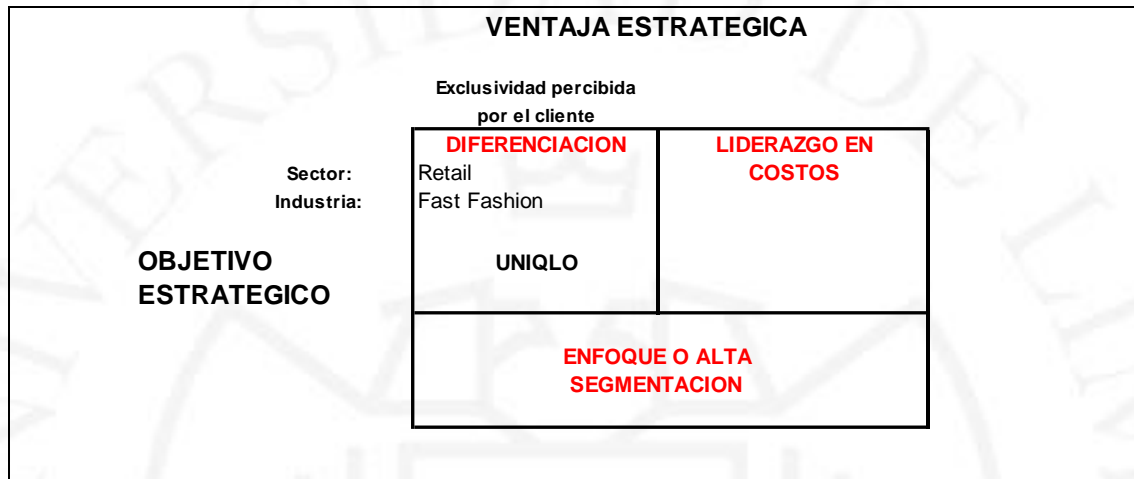 VENTAJA ESTRATEGICA
Exclusividad percibida
por el cliente
DIFERENCIACION
LIDERAZGO EN
COSTOS
Sector:
Retail
Industria:
Fast Fashion
OBJETIVO
ESTRATEGICO
UNIQLO
ENFOQUE O ALTA
SEGMENTACION